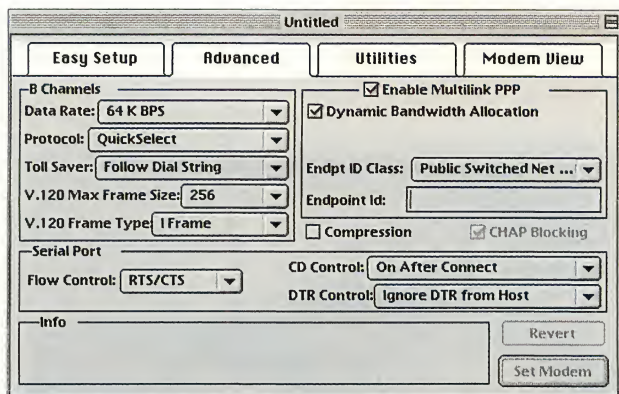 Untitled
Easy Setup
Advanced
Utilities
Modem View
B Channels
Data Rate: 64 K BPS
Protocol: QuickSelect
Toll Saver: Follow Dial String
V.120 Max Frame Size: 256
V.120 Frame Type: I Frame
Enable Multilink PPP
Dynamic Bandwidth Allocation
Endpt ID Class: Public Switched Net ...
Endpoint Id:
Compression
CHAP Blocking
Serial Port
Flow Control: RTS/CTS
CD Control: On After Connect
DTR Control: Ignore DTR from Host
Info
Revert
Set Modem